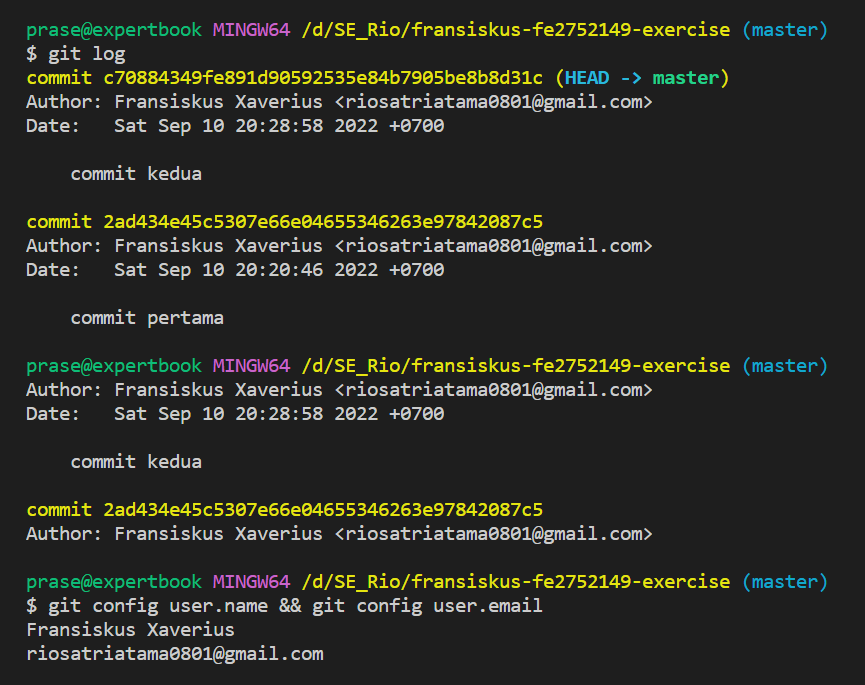 prase@expertbook MINGW64 /d/SE_Rio/fransiskus-fe2752149-exercise (master)
$ git log
commit c70884349fe891d90592535e84b7905be8b8d31c (HEAD -> master)
Author: Fransiskus Xaverius <riosatriatama0801@gmail.com>
Date:   Sat Sep 10 20:28:58 2022 +0700
    commit kedua
commit 2ad434e45c5307e66e04655346263e97842087c5
Author: Fransiskus Xaverius <riosatriatama0801@gmail.com>
Date:   Sat Sep 10 20:20:46 2022 +0700
    commit pertama
prase@expertbook MINGW64 /d/SE_Rio/fransiskus-fe2752149-exercise (master)
Author: Fransiskus Xaverius <riosatriatama0801@gmail.com>
Date:   Sat Sep 10 20:28:58 2022 +0700
    commit kedua
commit 2ad434e45c5307e66e04655346263e97842087c5
Author: Fransiskus Xaverius <riosatriatama0801@gmail.com>
prase@expertbook MINGW64 /d/SE_Rio/fransiskus-fe2752149-exercise (master)
$ git config user.name && git config user.email
Fransiskus Xaverius
riosatriatama0801@gmail.com